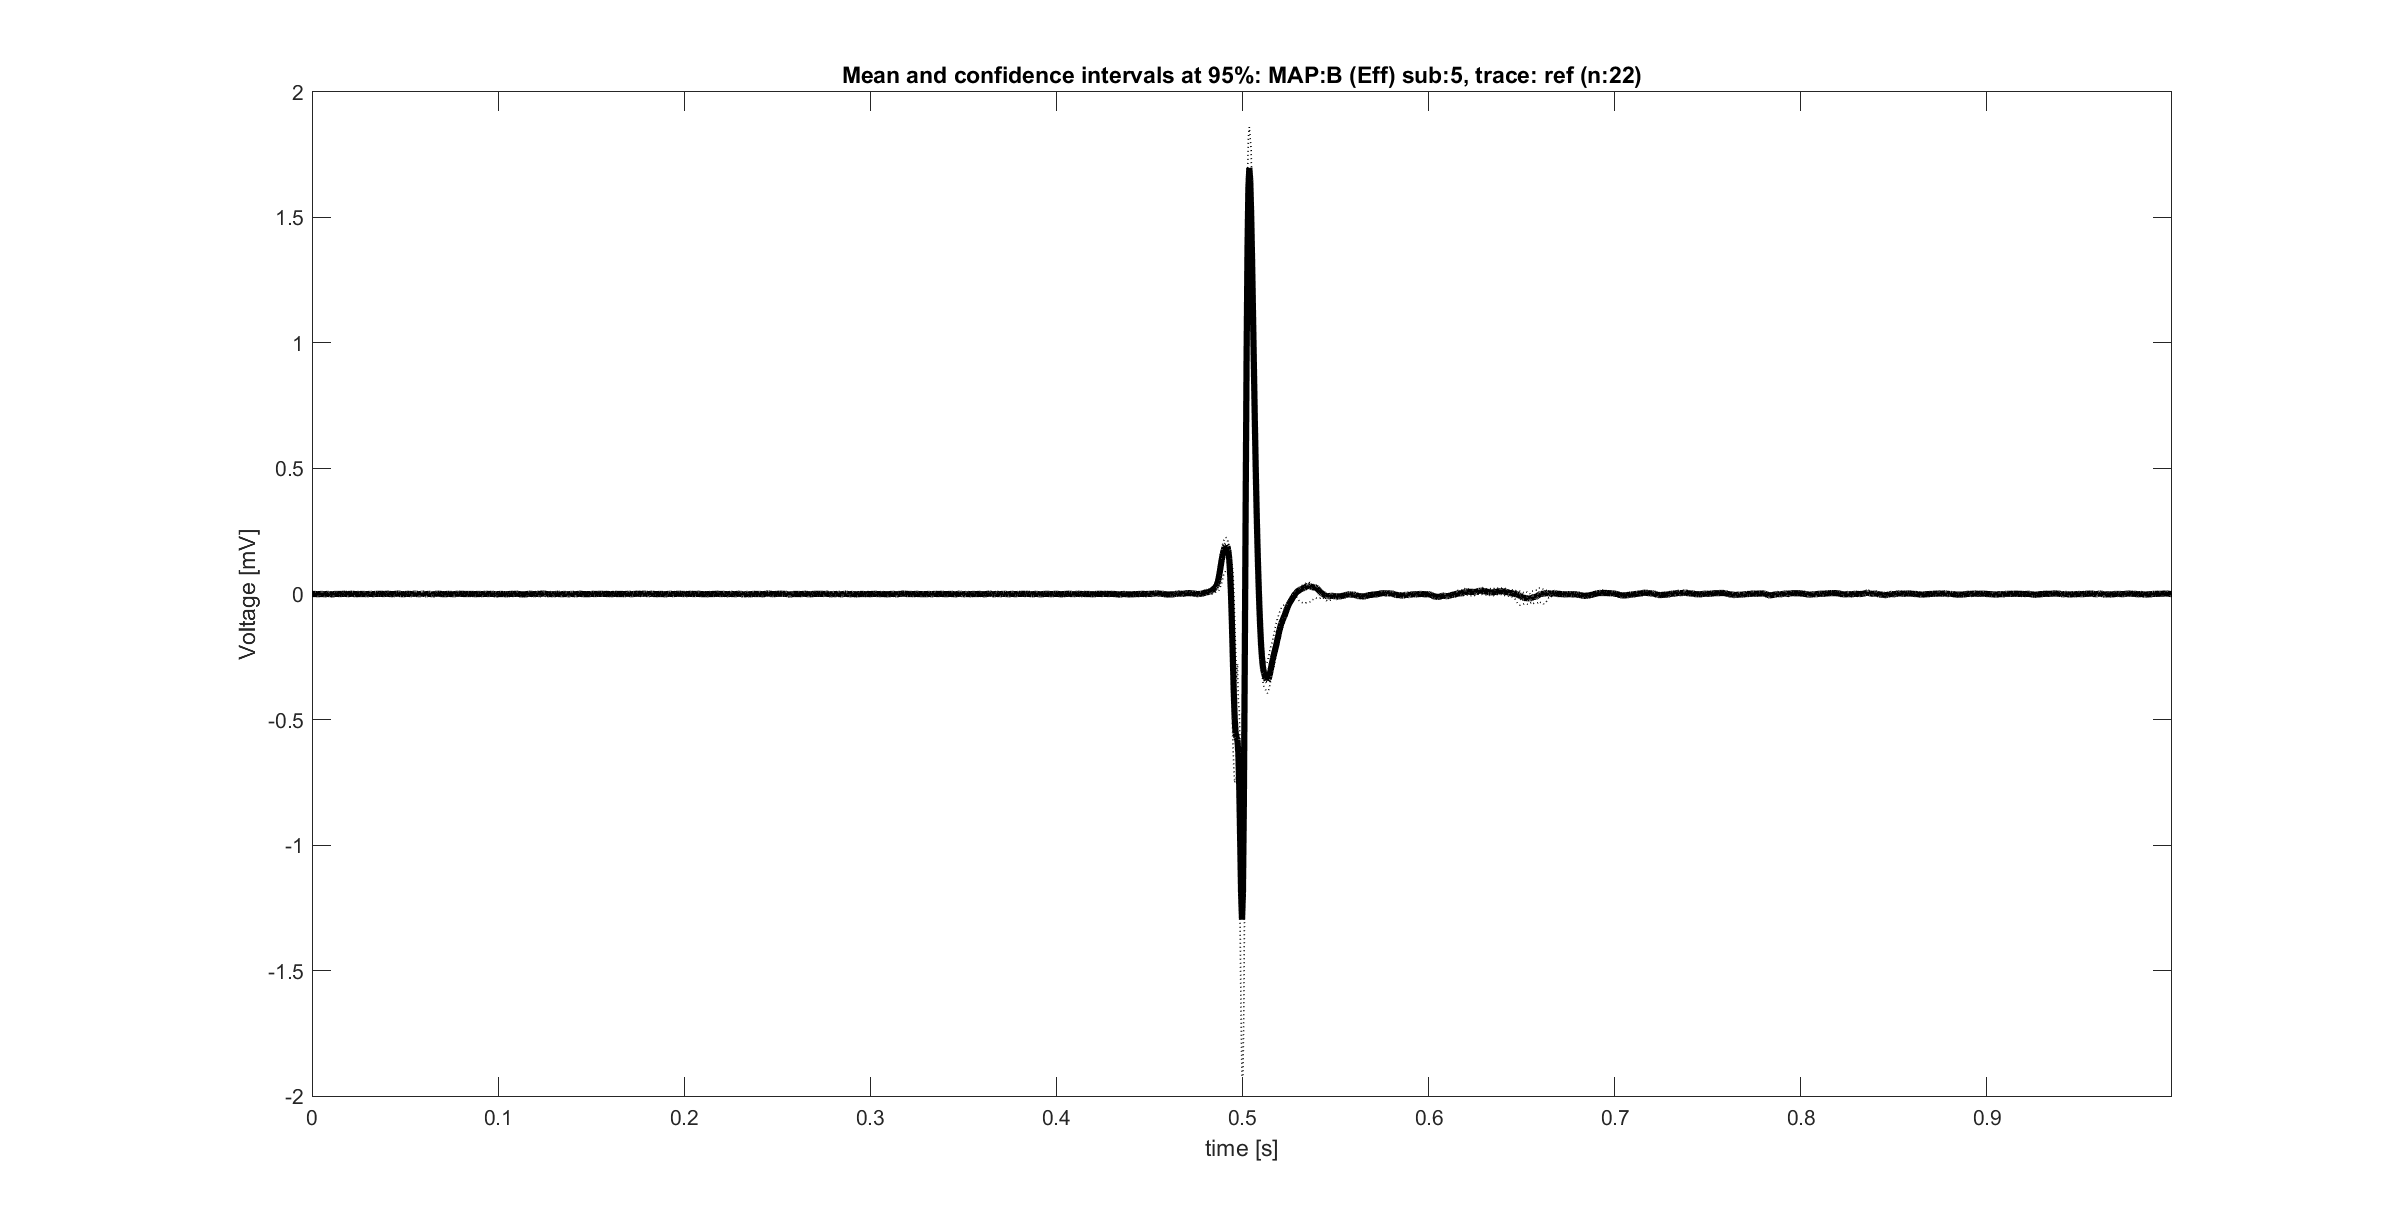 Mean and confidence intervals at 95%: MAP:B (Eff) sub:5, trace: ref (n:22)
2
1.5
1
0.5
0
-0.5
-1
-1.5
-2
Voltage [mV]
0 0.1 0.2 0.3 0.4 0.5 0.6 0.7 0.8 0.9
time [s]